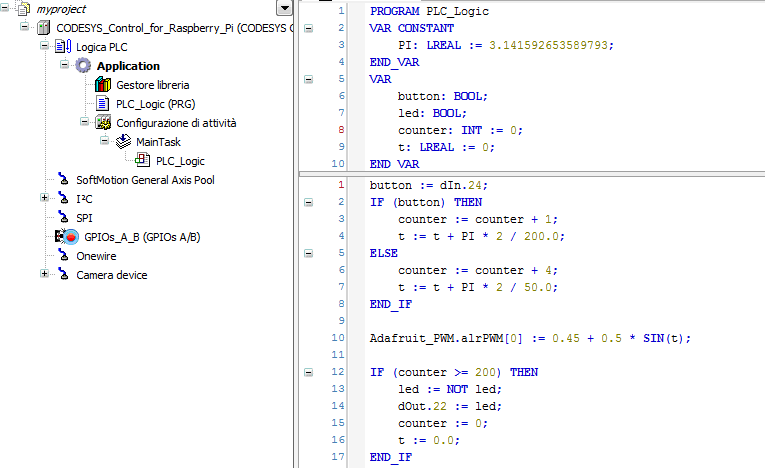 myproject
CODESYS_Control_for_Raspberry_Pi (CODESYS C
Logica PLC
Application
Gestore libreria
PLC_Logic (PRG)
Configurazione di attività
MainTask
PLC_Logic
SoftMotion General Axis Pool
I²C
SPI
GPIOs_A_B (GPIOs A/B)
Onewire
Camera device
1 PROGRAM PLC_Logic
2 VAR CONSTANT
3 PI: LREAL := 3.141592653589793;
4 END_VAR
5 VAR
6 button: BOOL;
7 led: BOOL;
8 counter: INT := 0;
9 t: LREAL := 0;
10 END_VAR
1 button := dIn.24;
2 IF (button) THEN
3 counter := counter + 1;
4 t := t + PI * 2 / 200.0;
5 ELSE
6 counter := counter + 4;
7 t := t + PI * 2 / 50.0;
8 END_IF
9
10 Adafruit_PWM.alrPWM[0] := 0.45 + 0.5 * SIN(t);
11
12 IF (counter >= 200) THEN
13 led := NOT led;
14 dOut.22 := led;
15 counter := 0;
16 t := 0.0;
17 END_IF